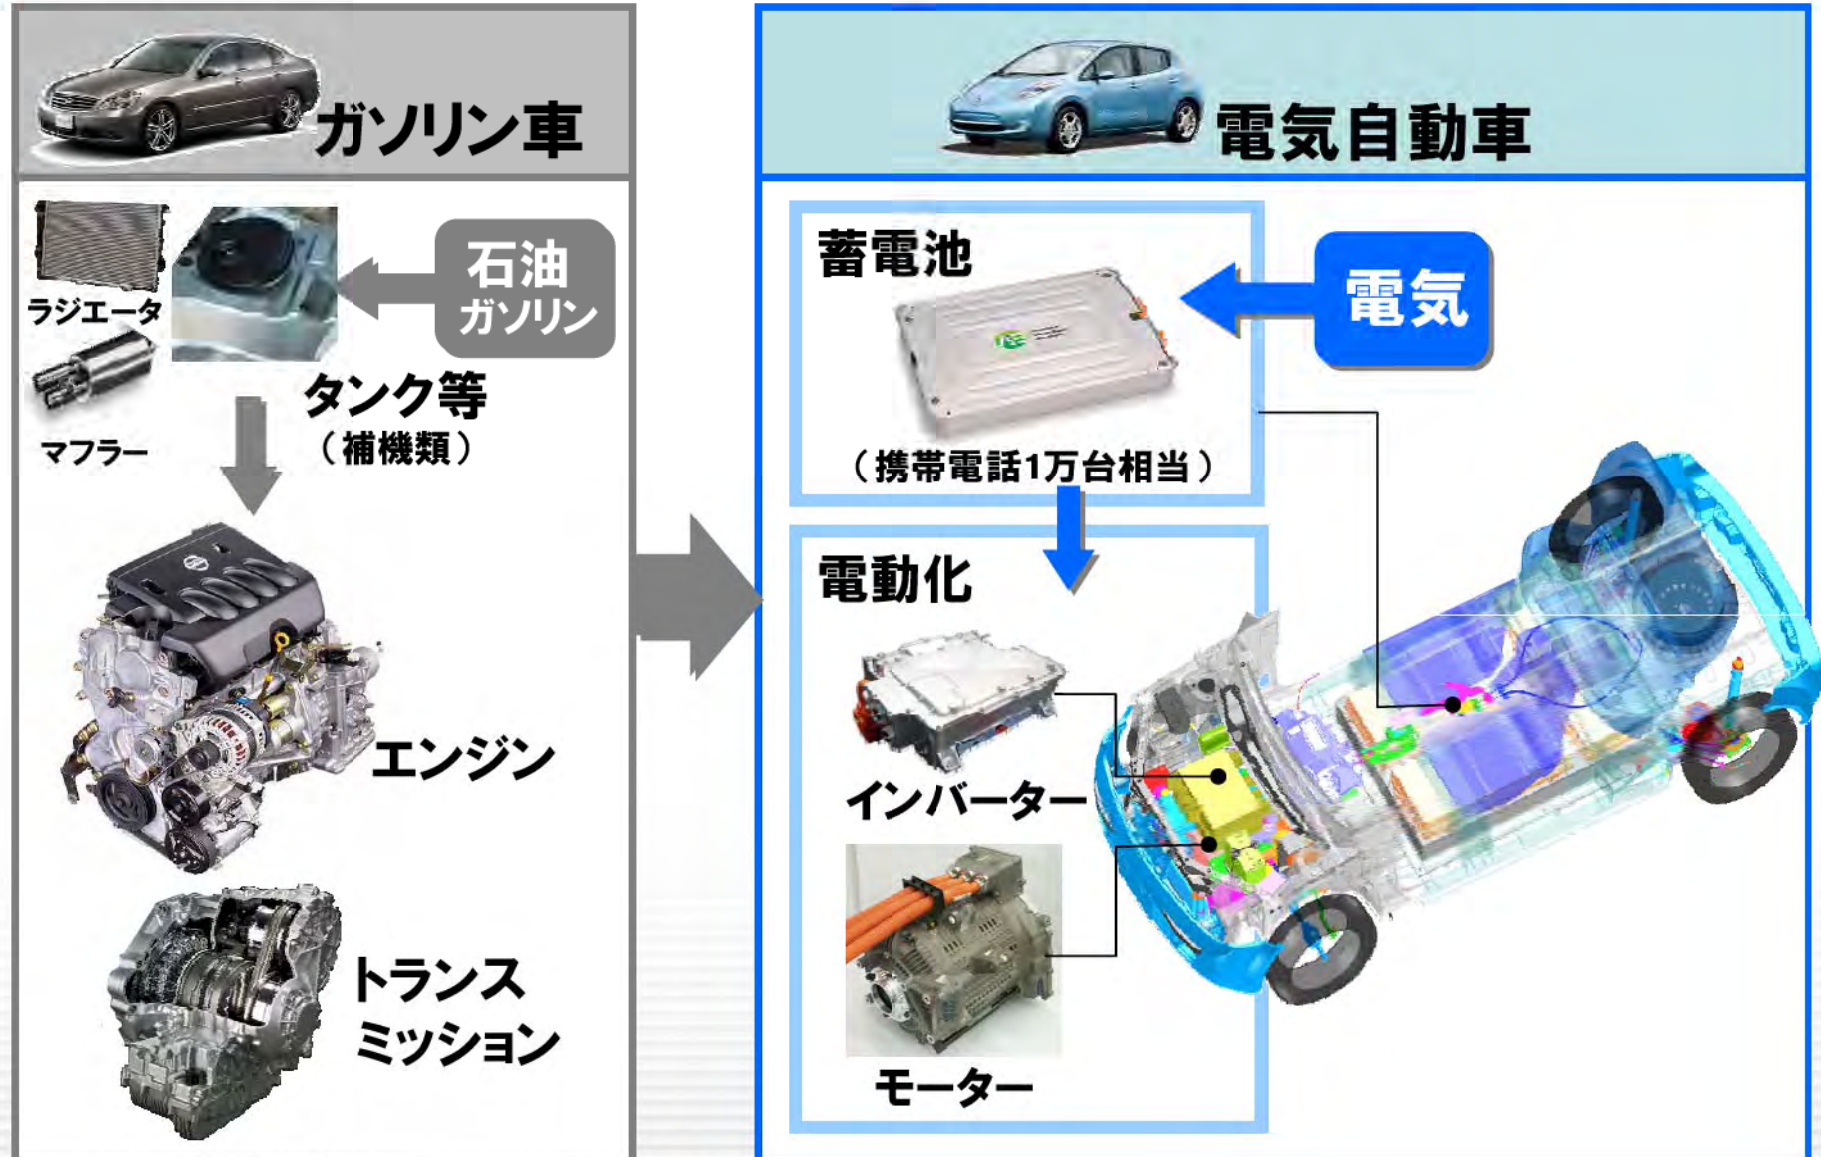 ガソリン車
ラジエータ
マフラー
石油
ガソリン
タンク等
(補機類)
エンジン
トランス
ミッション
電気自動車
蓄電池
電気
(携帯電話1万台相当)
電動化
インバーター
モーター